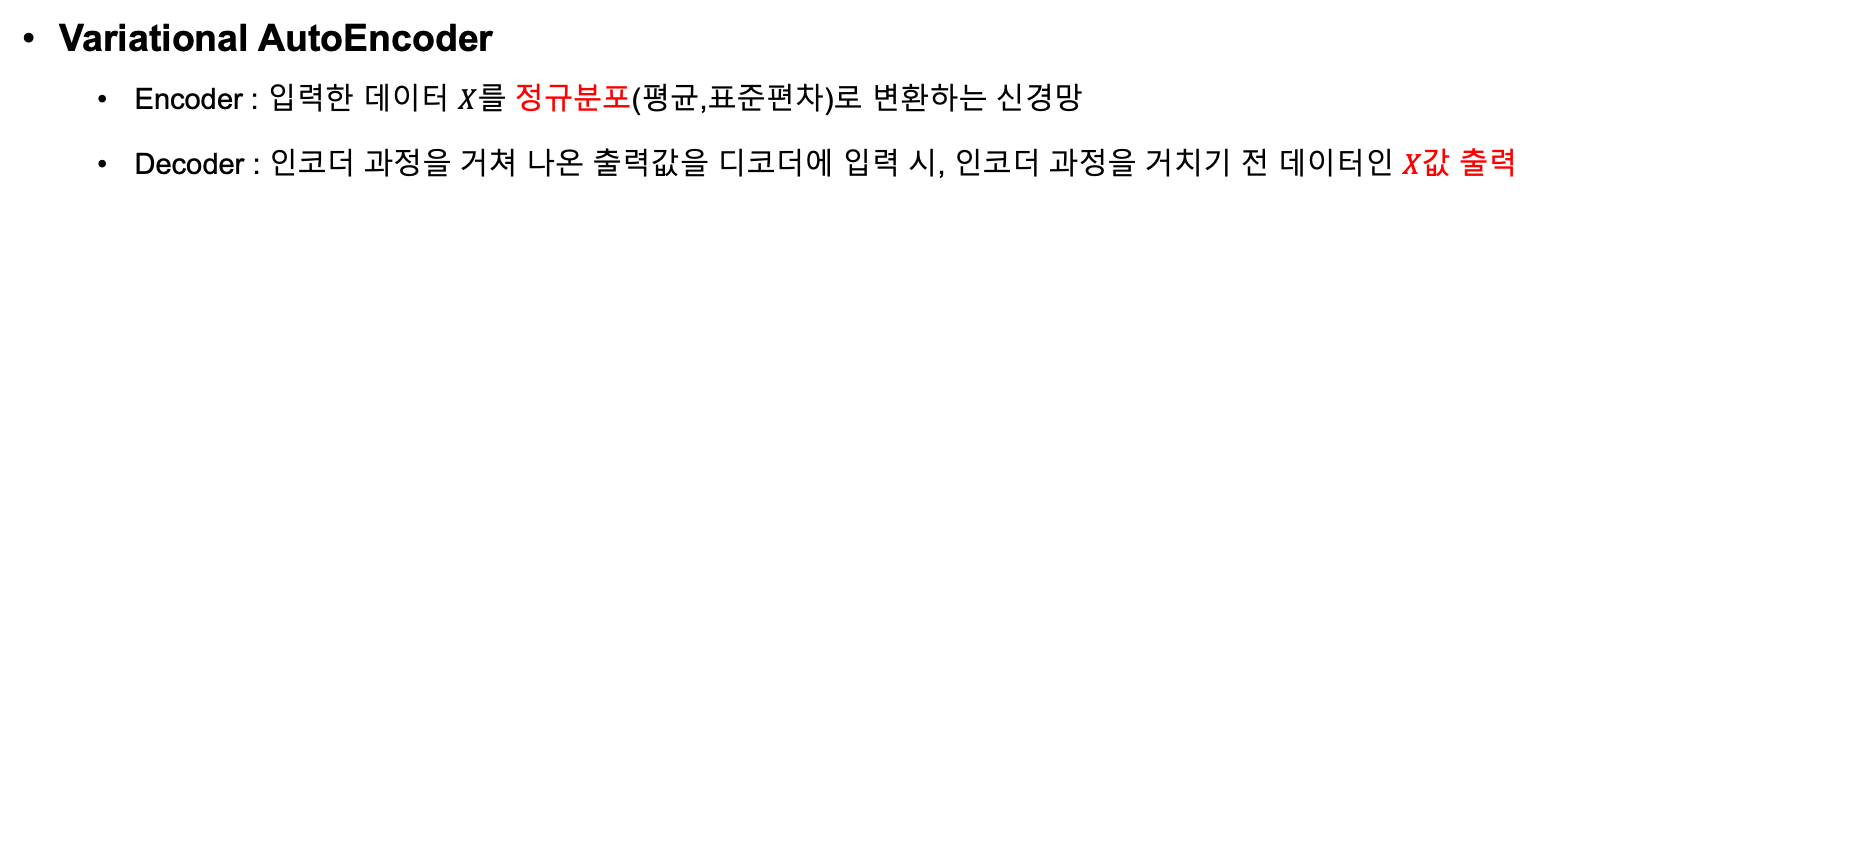 • Variational AutoEncoder
• Encoder : 입력한 데이터 X를 정규분포(평균,표준편차)로 변환하는 신경망
• Decoder : 인코더 과정을 거쳐 나온 출력값을 디코더에 입력 시, 인코더 과정을 거치기 전 데이터인 X값 출력